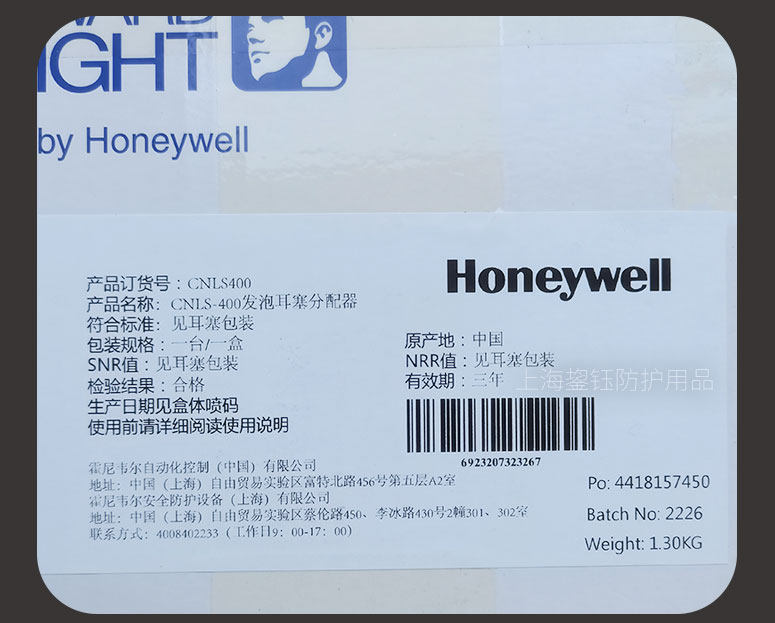 IGHT
by Honeywell
Honeywell
产品订货号：CNLS400
产品名称：CNLS-400发泡耳塞分配器
符合标准：见耳塞包装
包装规格：一台/一盒
SNR值：见耳塞包装
检验结果：合格
生产日期见盒体喷码
使用前请详细阅读使用说明
原产地：中国
NRR值：见耳塞包装
有效期：三年
上海鋆钰防护用品
6923207323267
霍尼韦尔自动化控制（中国）有限公司
地址：中国（上海）自由贸易实验区富特北路456号第五层A2室
霍尼韦尔安全防护设备（上海）有限公司
地址：中国（上海）自由贸易实验区蔡伦路450、李冰路430号2幢301、302室
联系方式：4008402233（工作日9：00-17：00）
Po: 4418157450
Batch No: 2226
Weight: 1.30KG